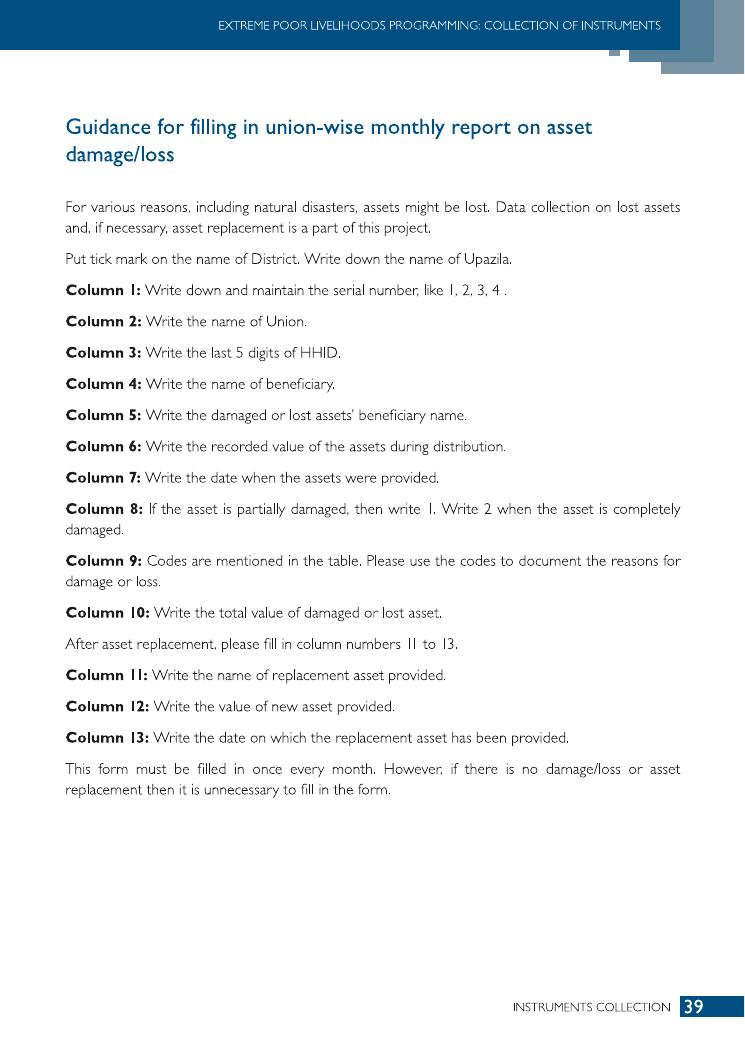 EXTREME POOR LIVELIHOODS PROGRAMMING: COLLECTION OF INSTRUMENTS
Guidance for filling in union-wise monthly report on asset
damage/loss
For various reasons, including natural disasters, assets might be lost. Data collection on lost assets
and, if necessary, asset replacement is a part of this project.
Put tick mark on the name of District. Write down the name of Upazila.
Column 1: Write down and maintain the serial number, like 1, 2, 3, 4 .
Column 2: Write the name of Union.
Column 3: Write the last 5 digits of HHID.
Column 4: Write the name of beneficiary.
Column 5: Write the damaged or lost assets' beneficiary name.
Column 6: Write the recorded value of the assets during distribution.
Column 7: Write the date when the assets were provided.
Column 8: If the asset is partially damaged, then write 1. Write 2 when the asset is completely
damaged.
Column 9: Codes are mentioned in the table. Please use the codes to document the reasons for
damage or loss.
Column 10: Write the total value of damaged or lost asset.
After asset replacement, please fill in column numbers 11 to 13.
Column 11: Write the name of replacement asset provided.
Column 12: Write the value of new asset provided.
Column 13: Write the date on which the replacement asset has been provided.
This form must be filled in once every month. However, if there is no damage/loss or asset
replacement then it is unnecessary to fill in the form.
INSTRUMENTS COLLECTION 39